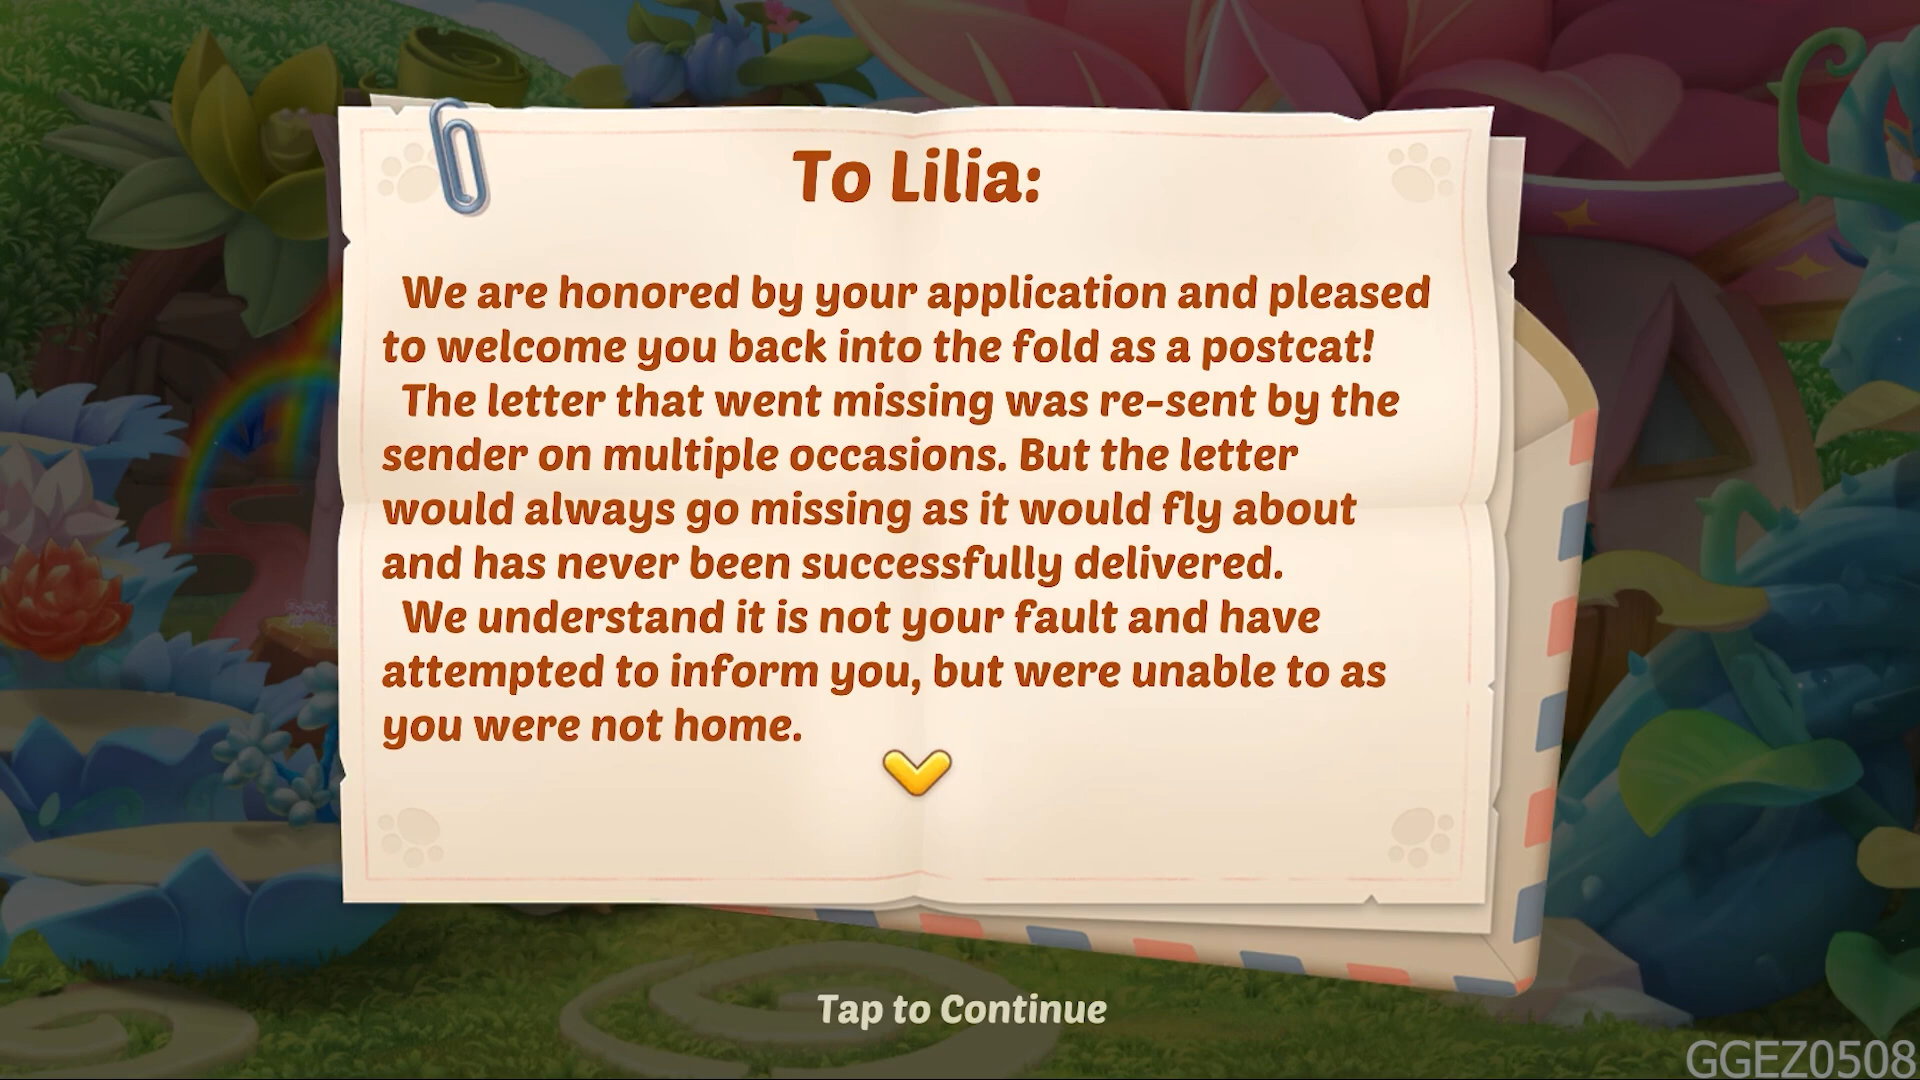 To Lilia:
We are honored by your application and pleased
to welcome you back into the fold as a postcat!
The letter that went missing was re-sent by the
sender on multiple occasions. But the letter
would always go missing as it would fly about
and has never been successfully delivered.
We understand it is not your fault and have
attempted to inform you, but were unable to as
you were not home.
Tap to Continue
GGEZ0508